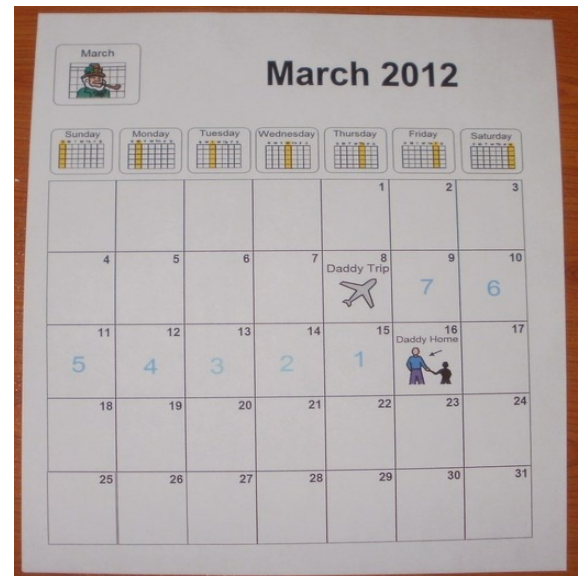 March
March 2012
Sunday Monday Tuesday Wednesday Thursday Friday Saturday
1 2 3
4 5 6 7 8 9 10
Daddy Trip
7 6
11 12 13 14 15 16 17
Daddy Home
5 4 3 2 1
18 19 20 21 22 23 24
25 26 27 28 29 30 31